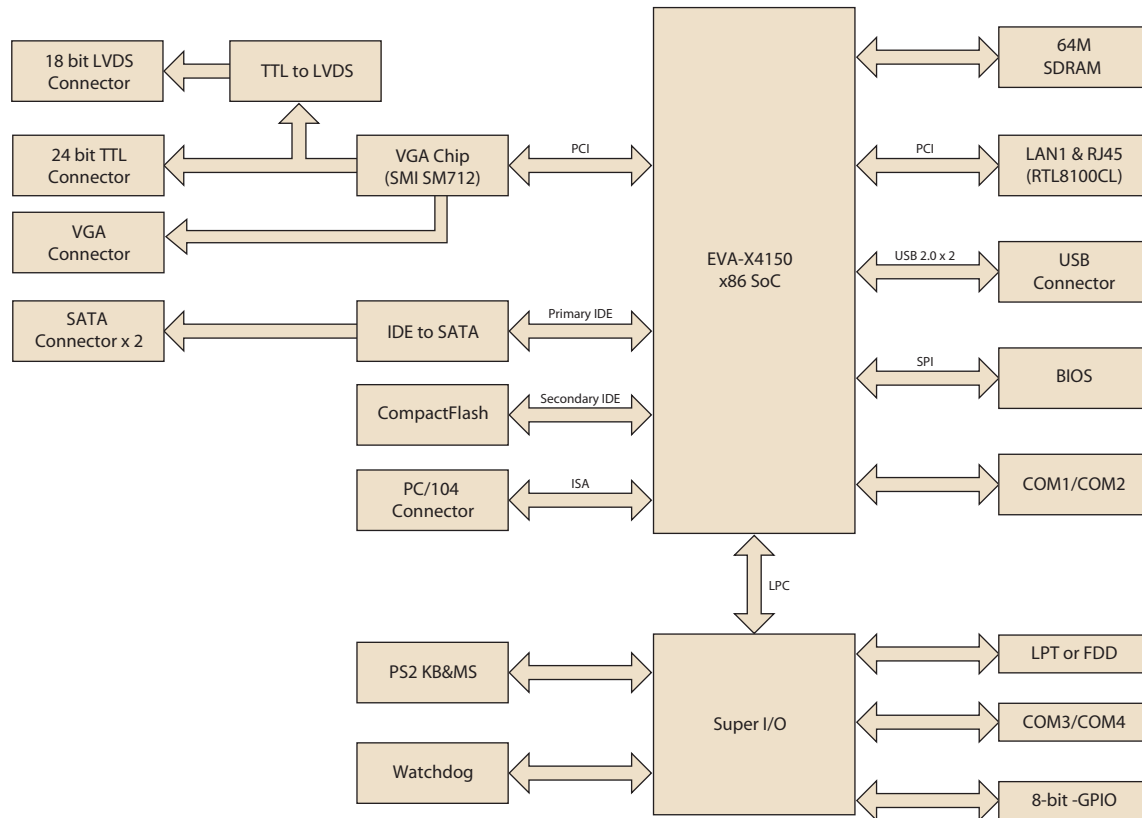 18 bit LVDS
Connector
TTL to LVDS
64M
SDRAM
24 bit TTL
Connector
VGA Chip
(SMI SM712)
PCI
PCI
LAN1 & RJ45
(RTL8100CL)
VGA
Connector
EVA-X4150
x86 SoC
USB 2.0 x 2
USB
Connector
SATA
Connector x 2
IDE to SATA
Primary IDE
SPI
BIOS
CompactFlash
Secondary IDE
PC/104
Connector
ISA
COM1/COM2
LPC
PS2 KB&MS
Super I/O
LPT or FDD
COM3/COM4
Watchdog
8-bit -GPIO